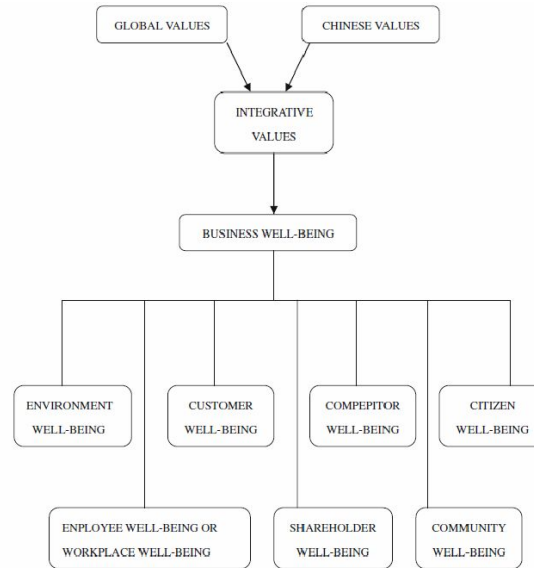 GLOBAL VALUES
CHINESE VALUES
INTEGRATIVE
VALUES
BUSINESS WELL-BEING
ENVIRONMENT
WELL-BEING
CUSTOMER
WELL-BEING
COMPEPITOR
WELL-BEING
CITIZEN
WELL-BEING
ENPLOYEE WELL-BEING OR
WORKPLACE WELL-BEING
SHAREHOLDER
WELL-BEING
COMMUNITY
WELL-BEING